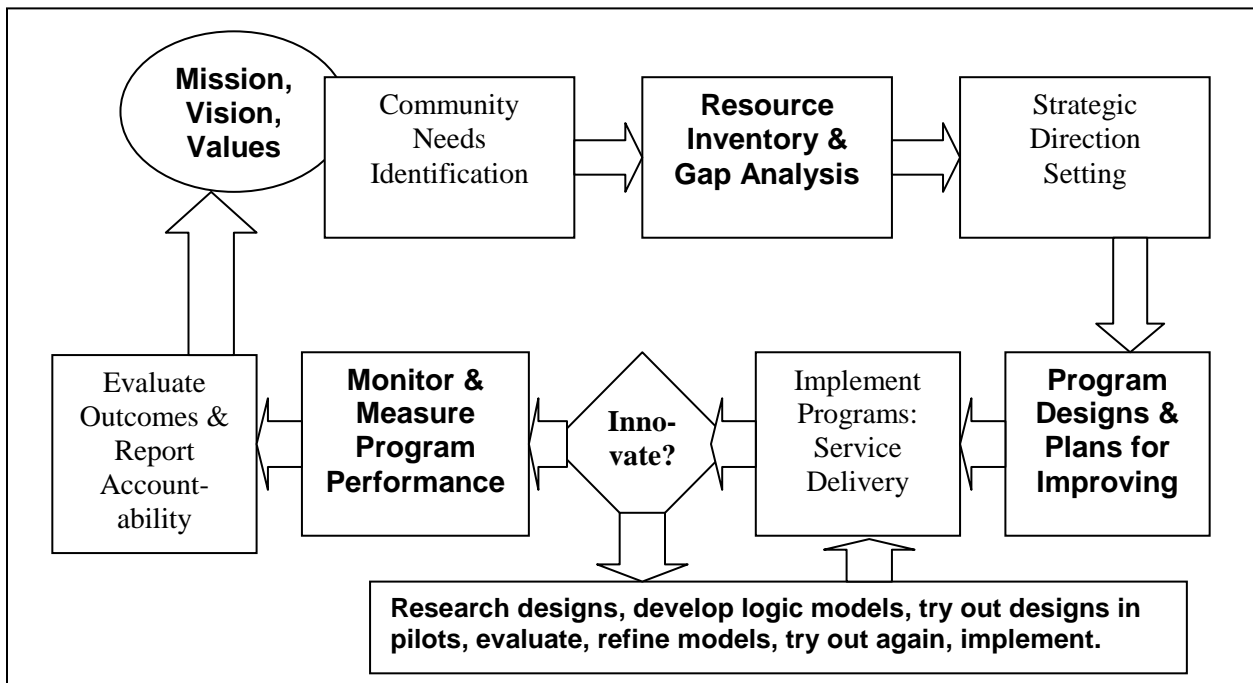 Mission,
Vision,
Values
Community
Needs
Identification
Resource
Inventory &
Gap Analysis
Strategic
Direction
Setting
Evaluate
Outcomes &
Report
Account-
ability
Monitor &
Measure
Program
Performance
Inno-
vate?
Implement
Programs:
Service
Delivery
Program
Designs &
Plans for
Improving
Research designs, develop logic models, try out designs in
pilots, evaluate, refine models, try out again, implement.